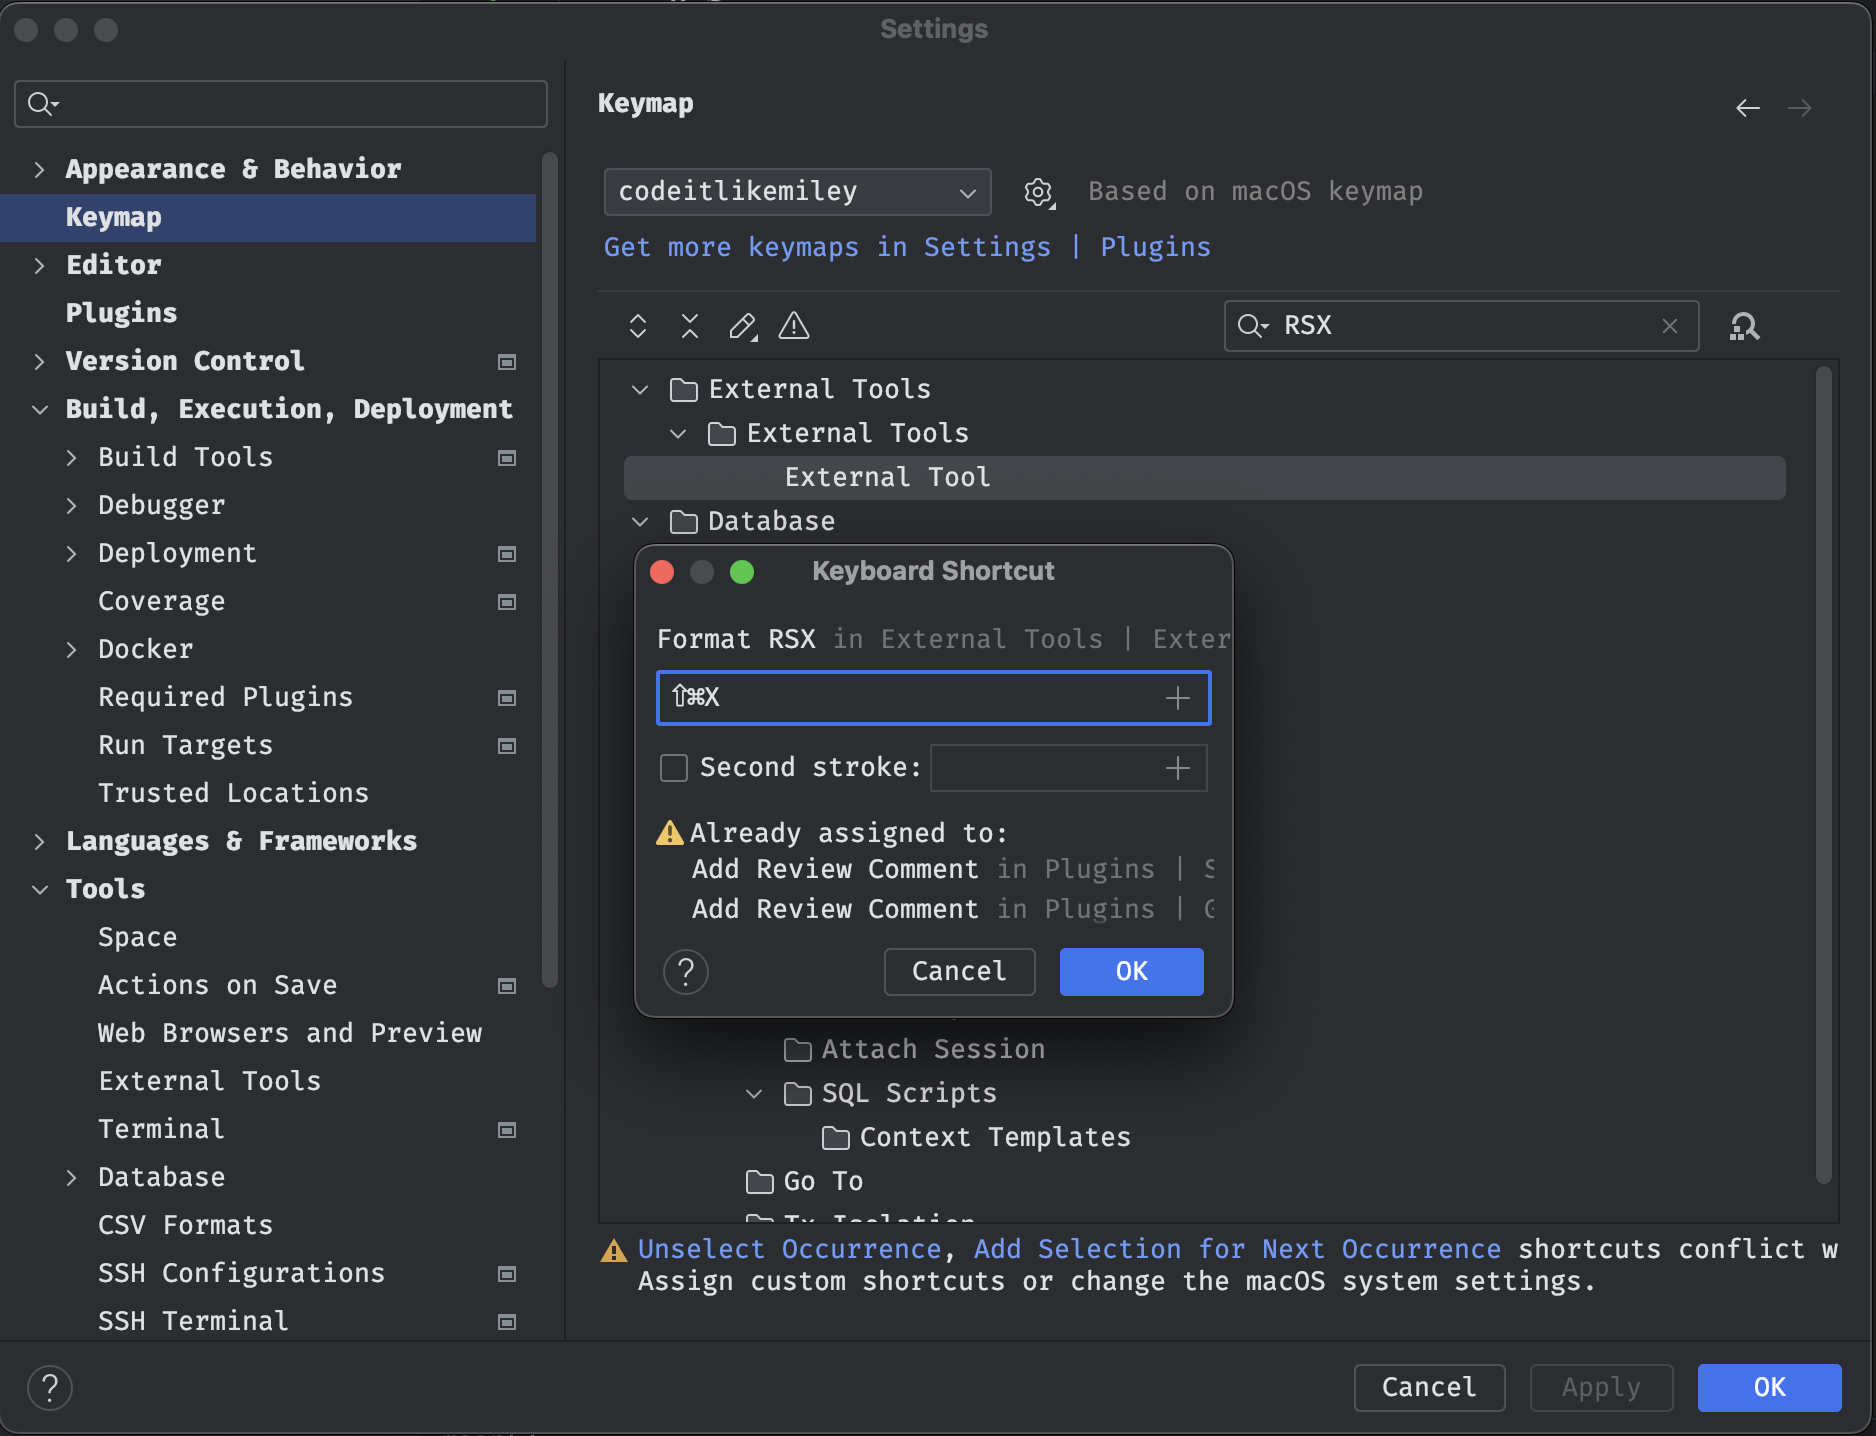 Settings
Appearance & Behavior
Keymap
Editor
Plugins
Version Control
Build, Execution, Deployment
Build Tools
Debugger
Deployment
Coverage
Docker
Required Plugins
Run Targets
Trusted Locations
Languages & Frameworks
Tools
Space
Actions on Save
Web Browsers and Preview
External Tools
Terminal
Database
CSV Formats
SSH Configurations
SSH Terminal
Keymap
codeitlikemiley
Based on macOS keymap
Get more keymaps in Settings | Plugins
RSX
External Tools
External Tools
External Tool
Database
Keyboard Shortcut
Format RSX in External Tools | Exter
⇧⌘X
Second stroke:
Already assigned to:
Add Review Comment in Plugins | S
Add Review Comment in Plugins | G
? Cancel OK
Attach Session
SQL Scripts
Context Templates
Go To
Tx Isolation
Unselect Occurrence, Add Selection for Next Occurrence shortcuts conflict w
Assign custom shortcuts or change the macOS system settings.
? Cancel Apply OK